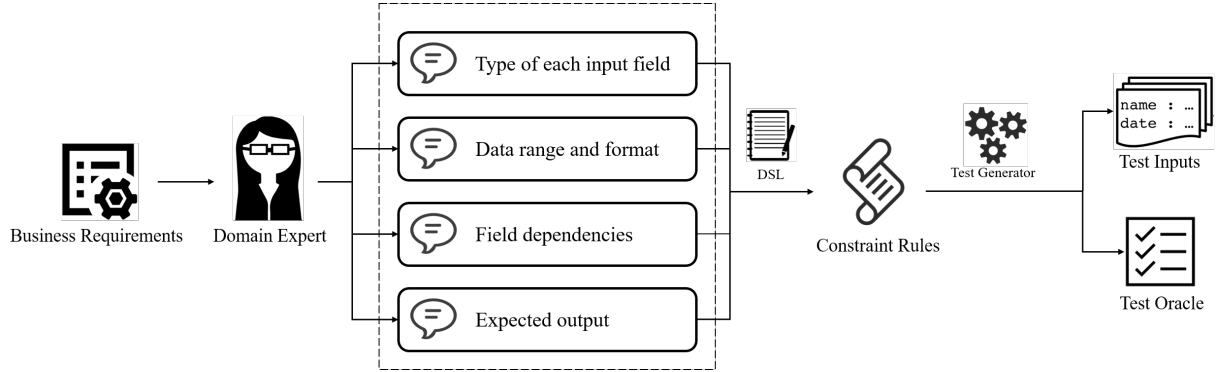 Business Requirements
Domain Expert
Type of each input field
Data range and format
Field dependencies
Expected output
DSL
Constraint Rules
Test Generator
name : …
date : …
Test Inputs
Test Oracle